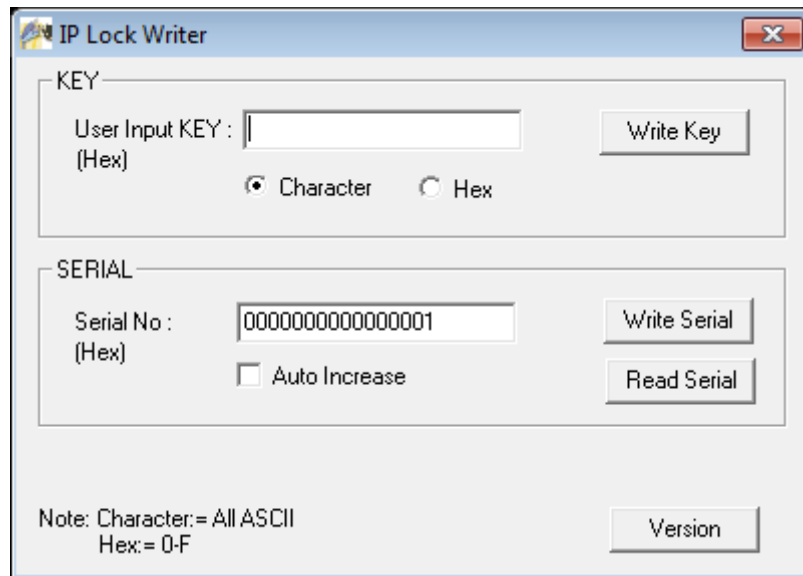 IP Lock Writer
KEY
User Input KEY :
(Hex)
Write Key
Character
Hex
SERIAL
Serial No :
(Hex)
0000000000000001
Write Serial
Auto Increase
Read Serial
Note: Character:= All ASCII
Hex:= 0-F
Version